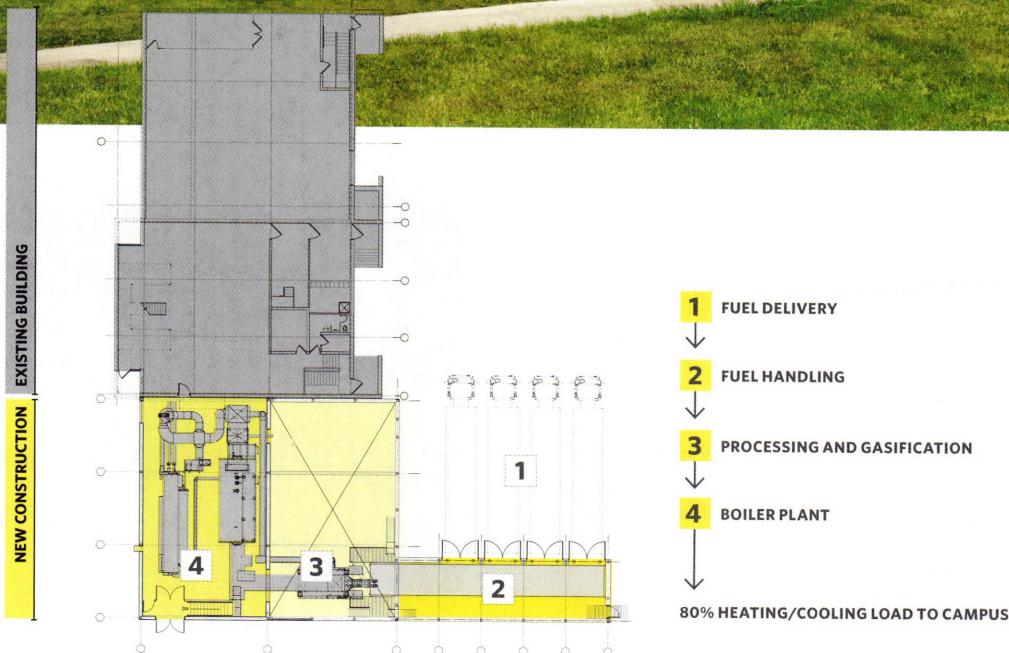 EXISTING BUILDING
NEW CONSTRUCTION
1
2
3
4
DN
1 FUEL DELIVERY
2 FUEL HANDLING
3 PROCESSING AND GASIFICATION
4 BOILER PLANT
80% HEATING/COOLING LOAD TO CAMPUS